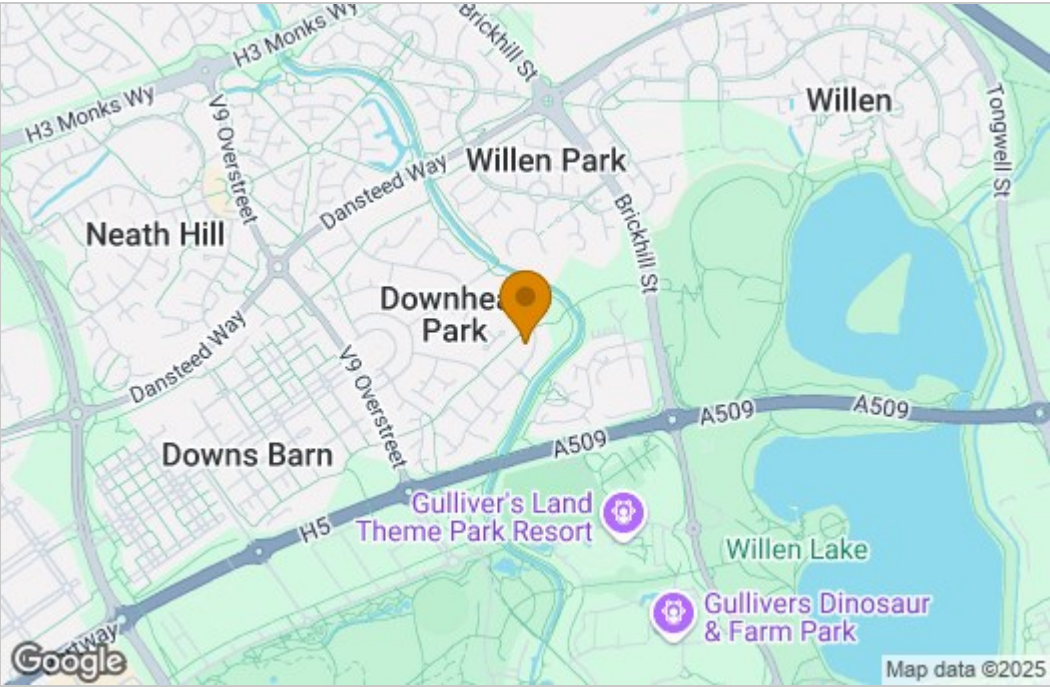 H3 Monks Wy
Brickhill St
H3 Monks Wy
V9 Overstreet
Willen
Tongwell St
Dansteed Way
Willen Park
Brickhill St
Neath Hill
Park
Dansteed Way
V9 Overstreet
A509
A509
A509
Downs Barn
Gulliver's Land
Theme Park Resort
H5
Willen Lake
Gullivers Dinosaur
& Farm Park
Google
Map data ©2025